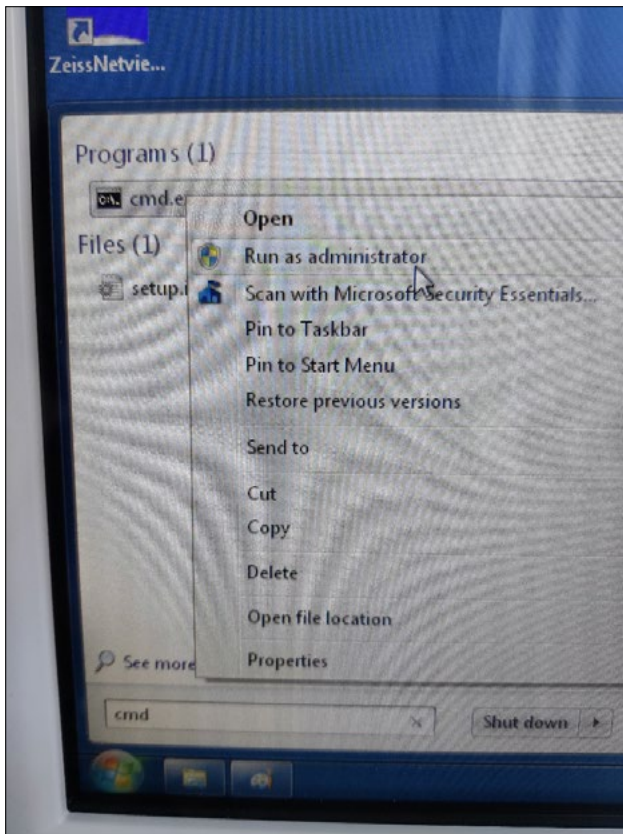 ZeissNetvie...
Programs (1)
cmd.e
Open
Files (1)
Run as administrator
setup.i
Scan with Microsoft Security Essentials...
Pin to Taskbar
Pin to Start Menu
Restore previous versions
Send to
Cut
Copy
Delete
Open file location
See more
Properties
cmd
Shut down